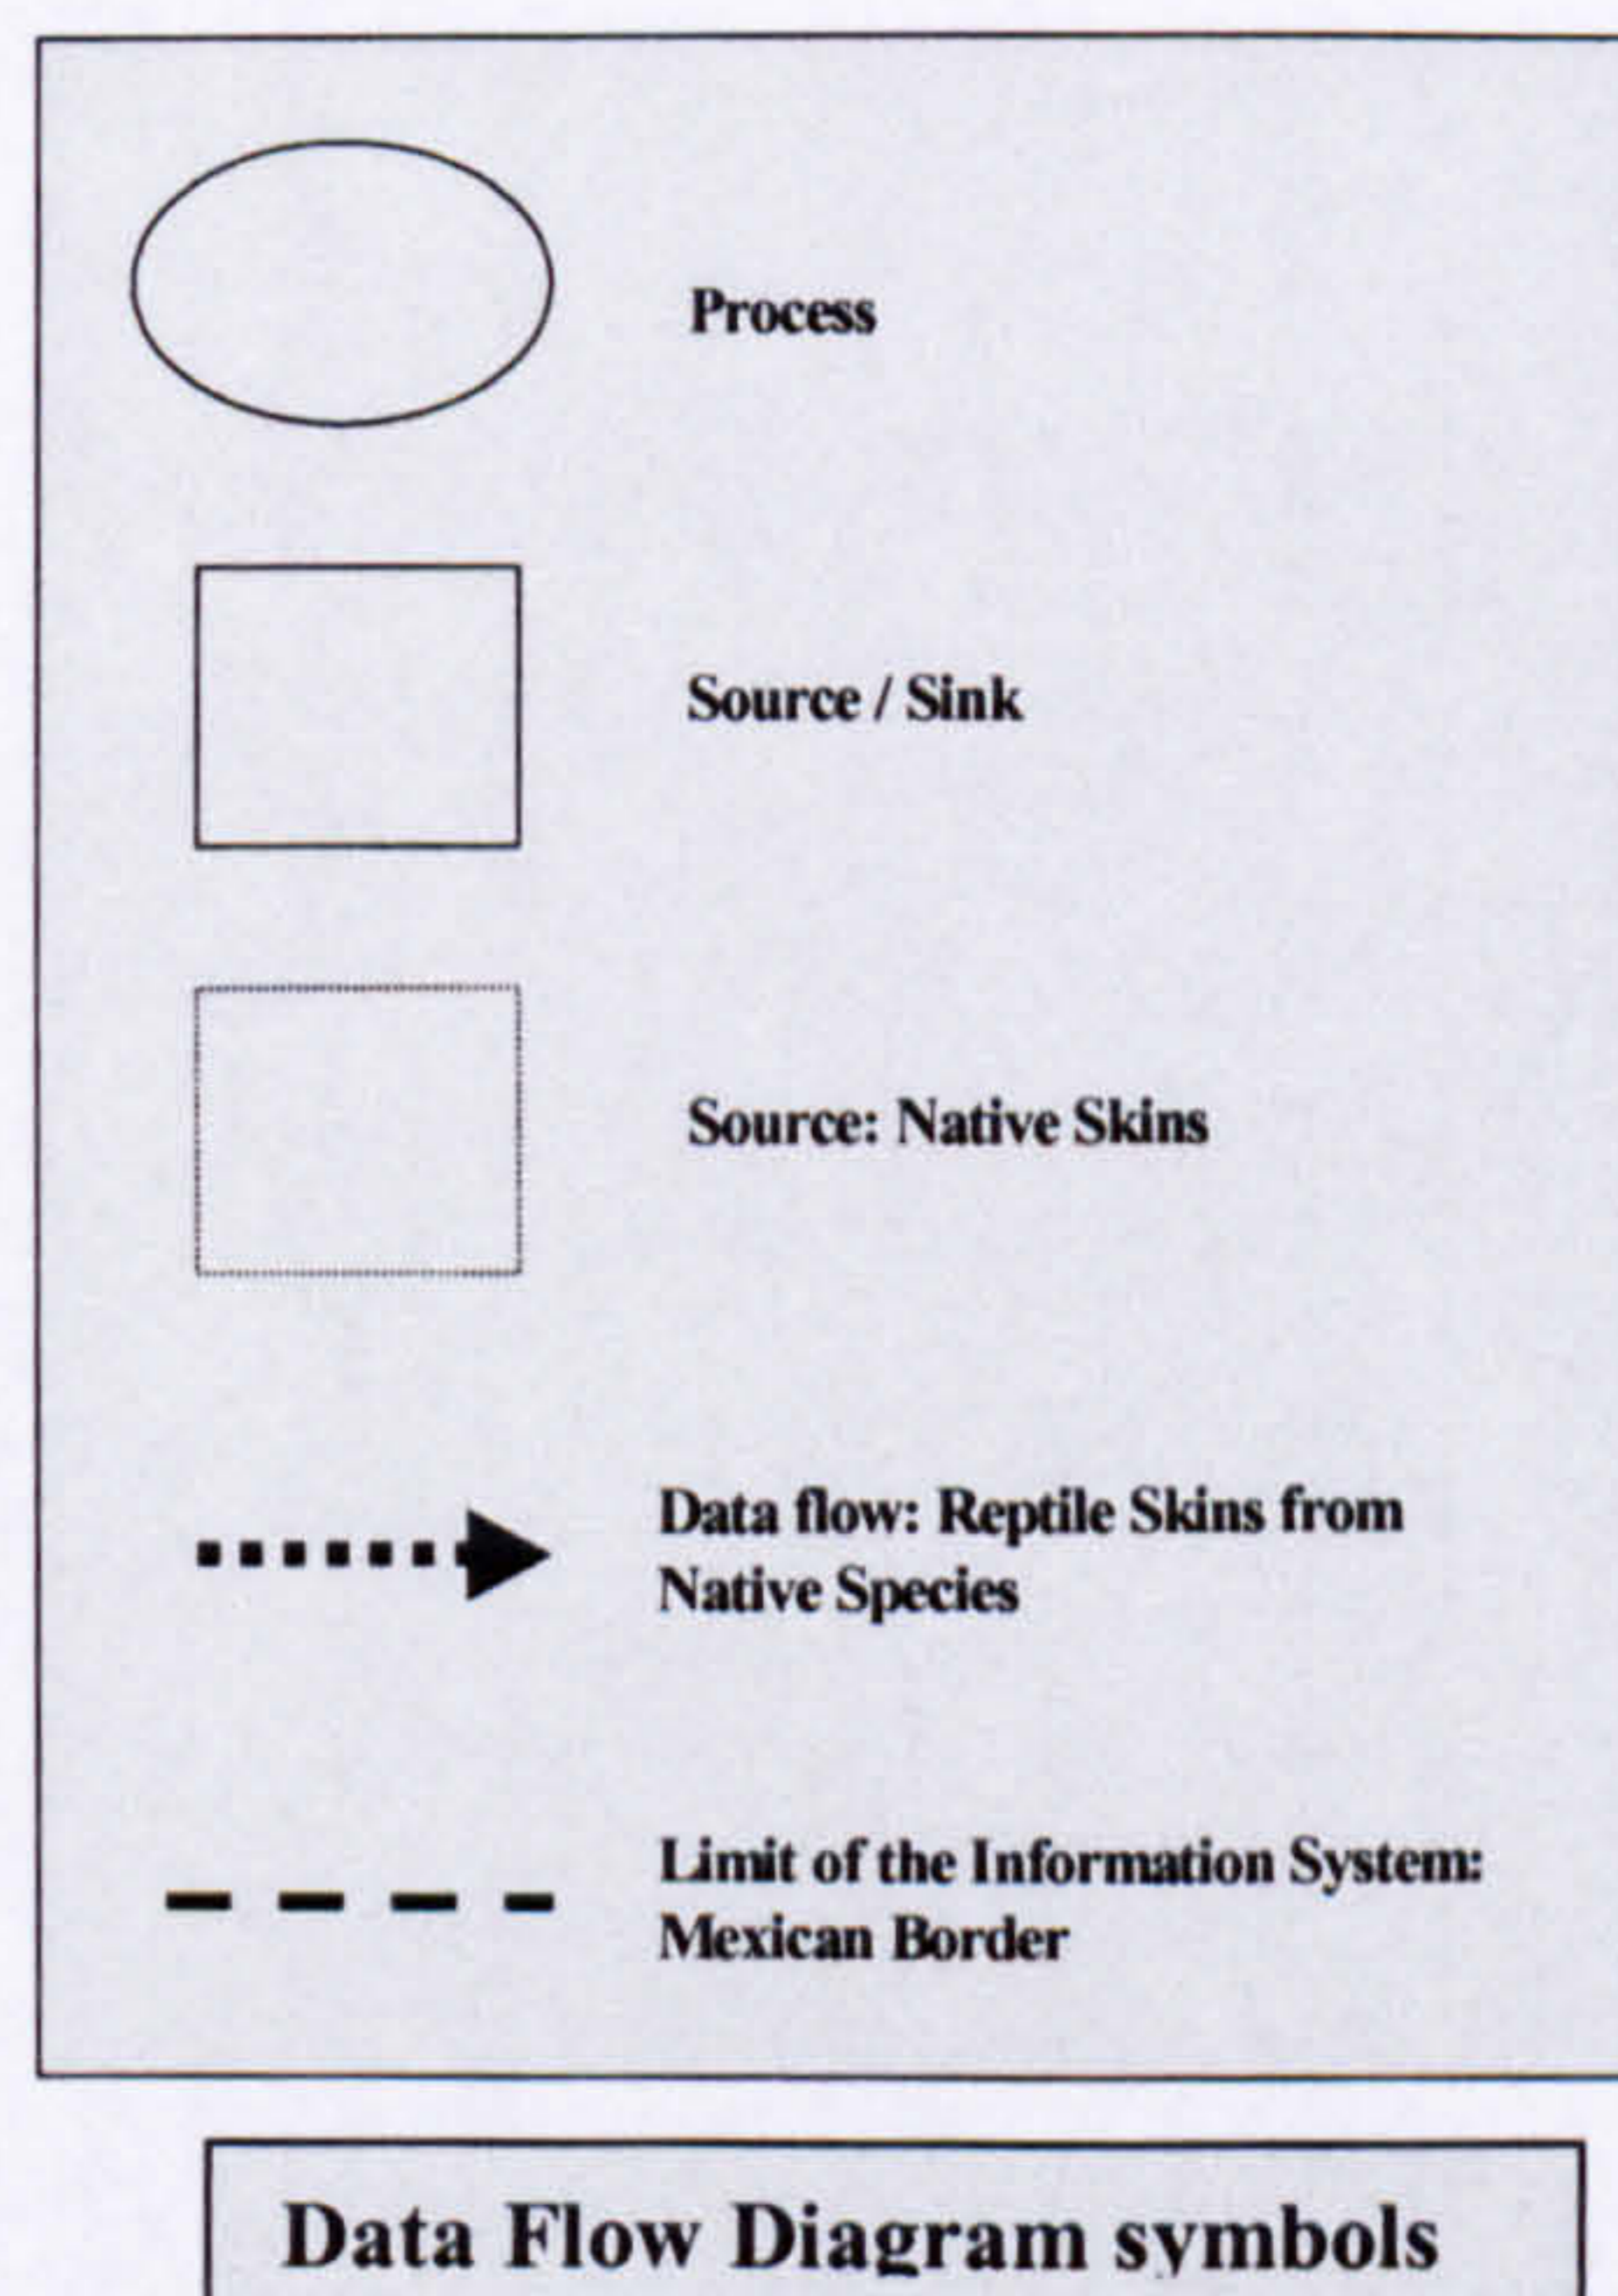 Process
Source / Sink
Source: Native Skins
Data flow: Reptile Skins from
Native Species
Limit of the Information System:
Mexican Border
Data Flow Diagram symbols